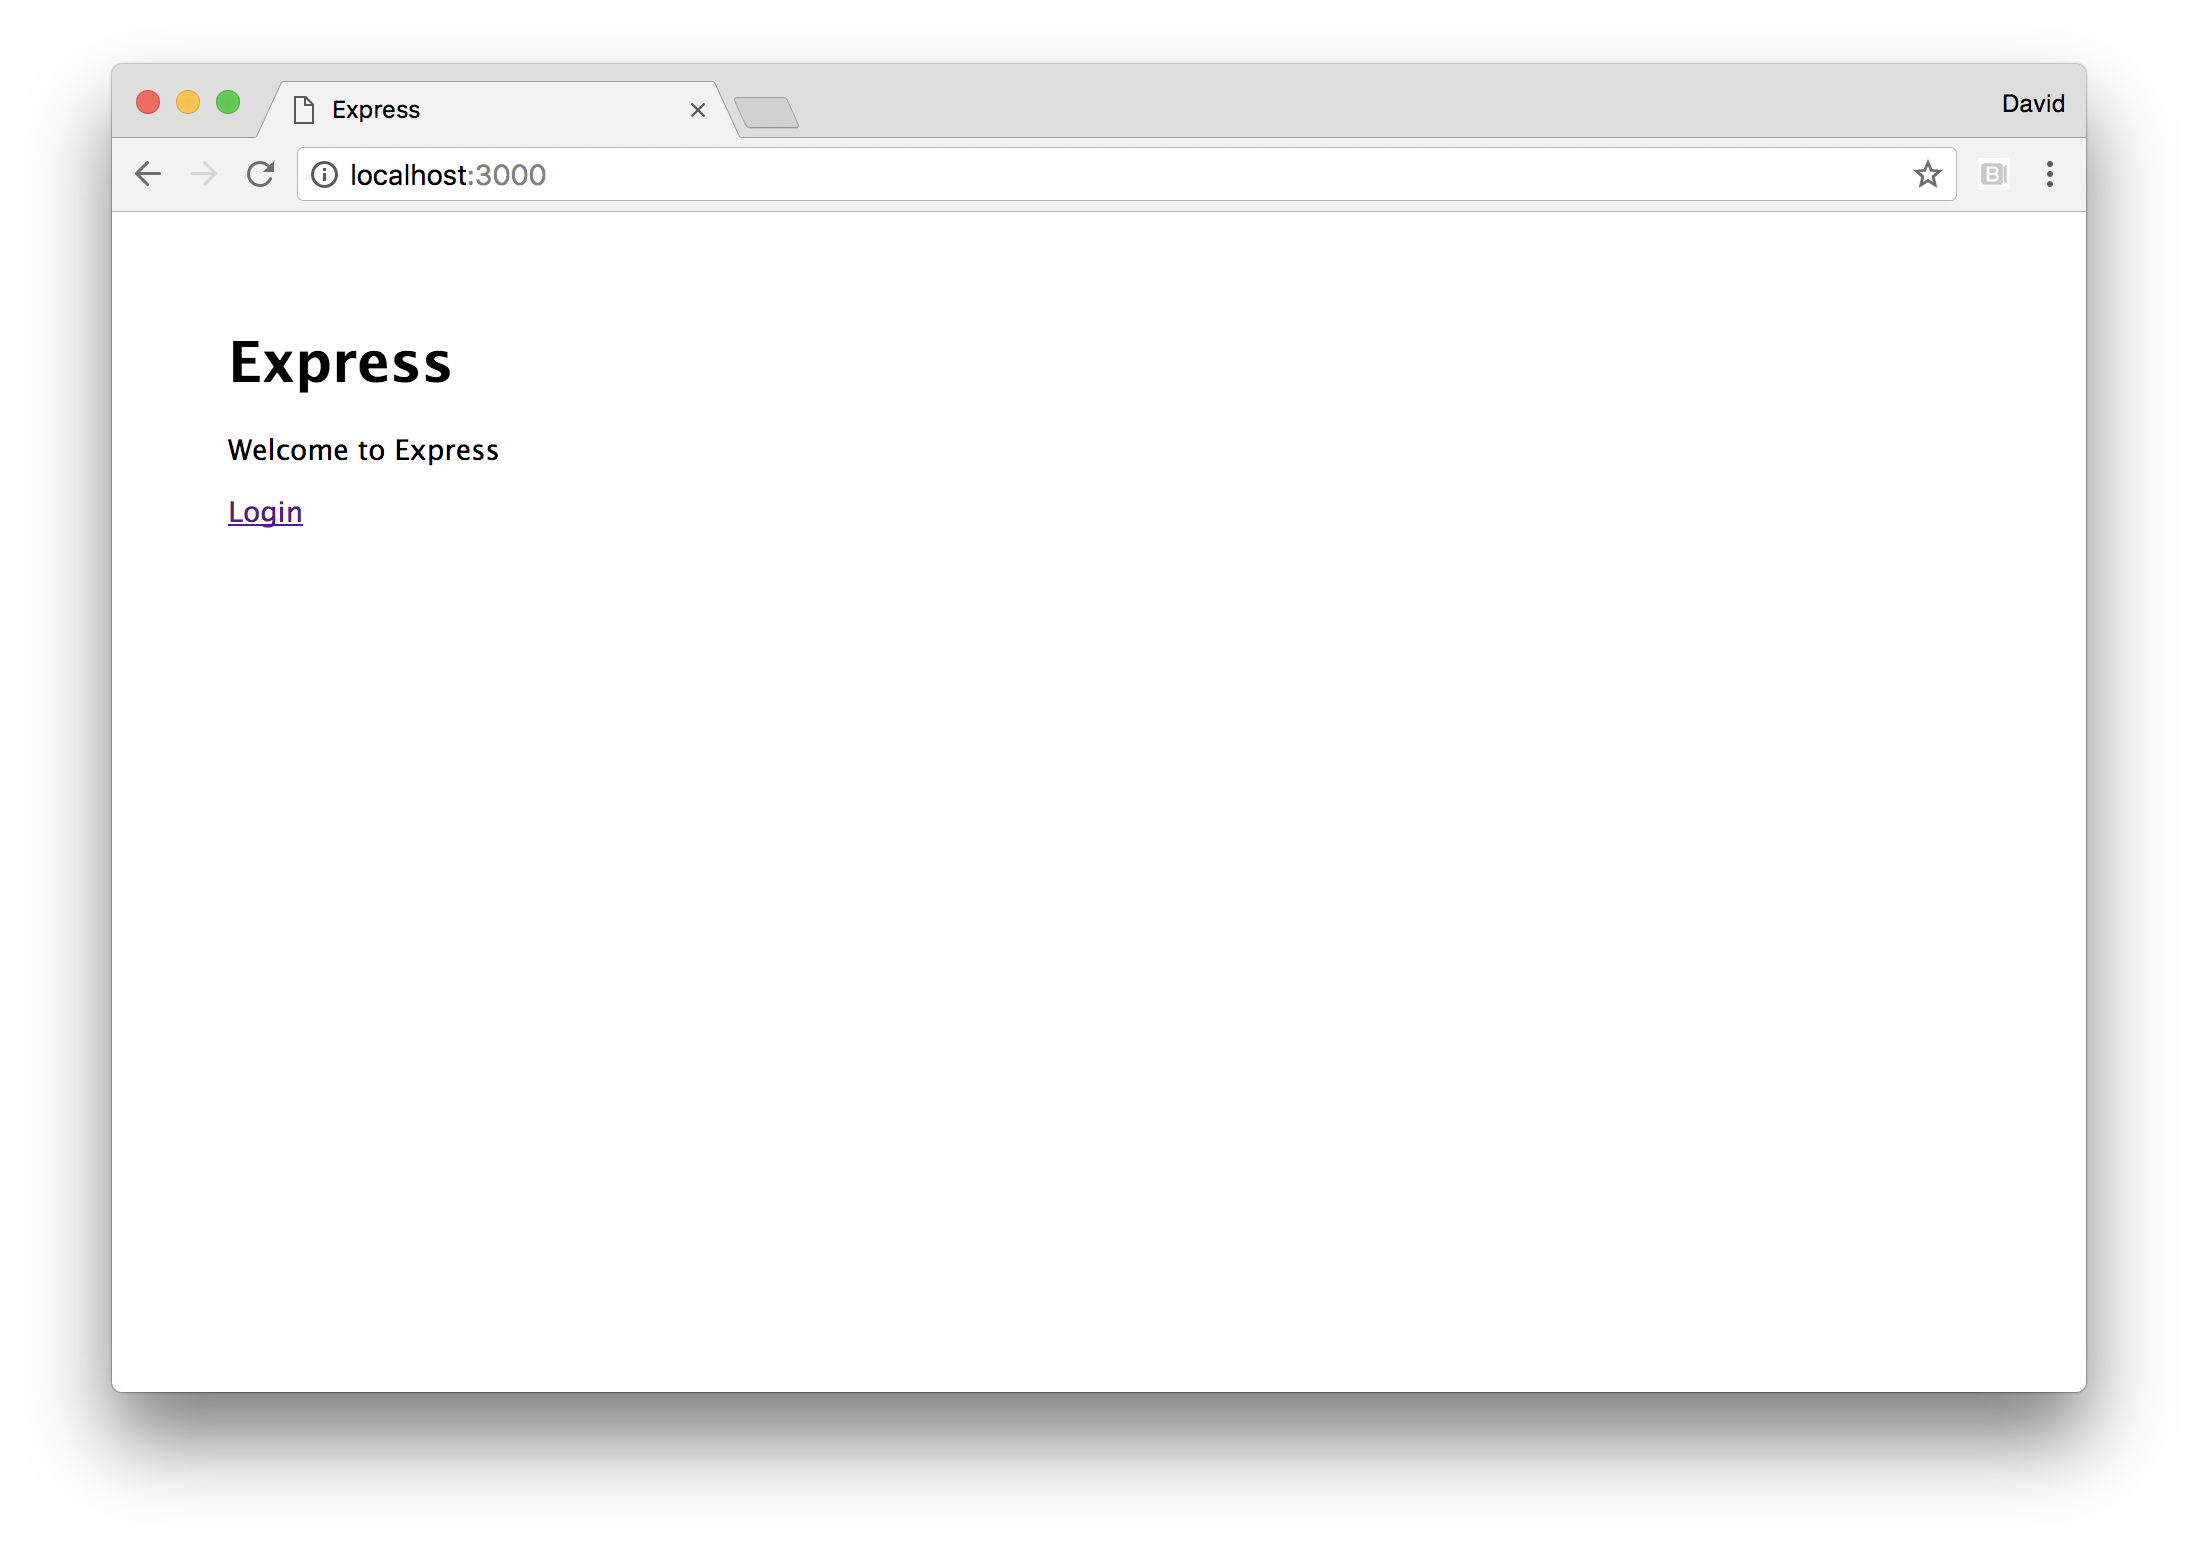 Express
David
localhost:3000
B
Express
Welcome to Express
Login